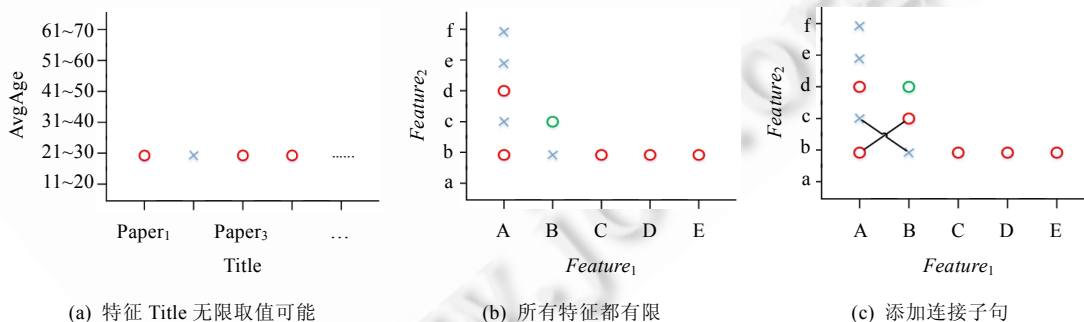 61~70
51~60
41~50
31~40
21~30
11~20
AvgAge
Paper₁ Paper₃ …
Title
(a) 特征 Title 无限取值可能
f
e
d
c
b
a
Feature₂
A B C D E
Feature₁
(b) 所有特征都有限
f
e
d
c
b
a
Feature₂
A B C D E
Feature₁
(c) 添加连接子句